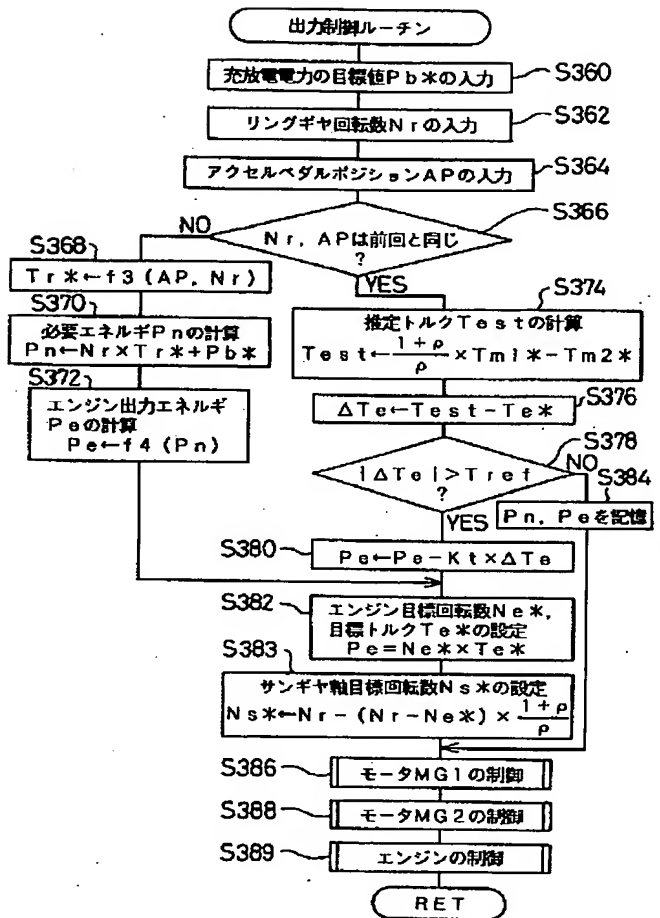 出力制御ルーチン
充放電電力の目標値Pb*の入力
S360
リングギヤ回転数Nrの入力
S362
アクセルペダルポジションAPの入力
S364
Nr，APは前回と同じ
?
S366
NO
YES
S368
Tr*←f3(AP，Nr)
S370
必要エネルギPnの計算
Pn←Nr×Tr*+Pb*
S372
エンジン出力エネルギ
Peの計算
Pe←f4(Pn)
S374
推定トルクTestの計算
Test←(1+ρ)/ρ×Tm1*-Tm2*
S376
ΔTe←Test-Te*
S378
|ΔTe|>Tref
?
NO
YES
S384
Pn，Peを記憶
S380
Pe←Pe-Kt×ΔTe
S382
エンジン目標回転数Ne*，
目標トルクTe*の設定
Pe=Ne*×Te*
S383
サンギヤ軸目標回転数Ns*の設定
Ns*←Nr-(Nr-Ne*)×(1+ρ)/ρ
S386
モータMG1の制御
S388
モータMG2の制御
S389
エンジンの制御
RET